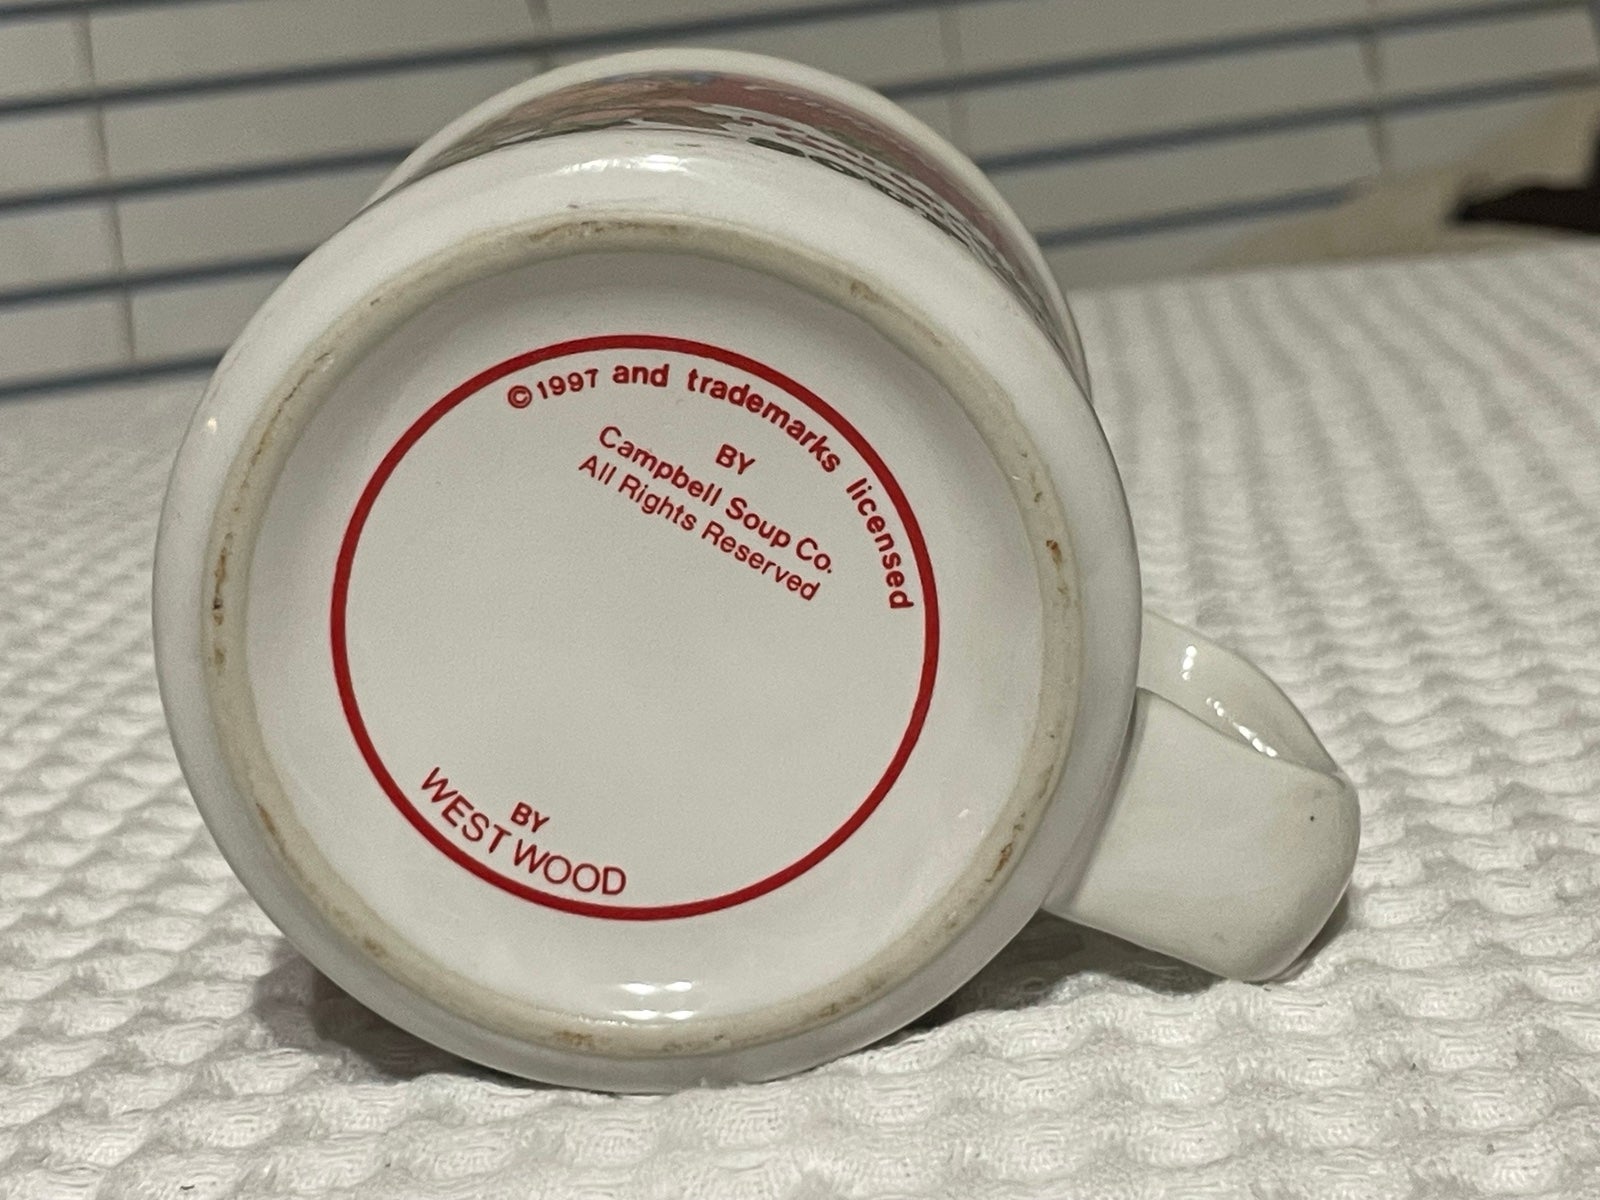 ©1997 and trademarks licensed
BY
Campbell Soup Co.
All Rights Reserved
BY
WESTWOOD